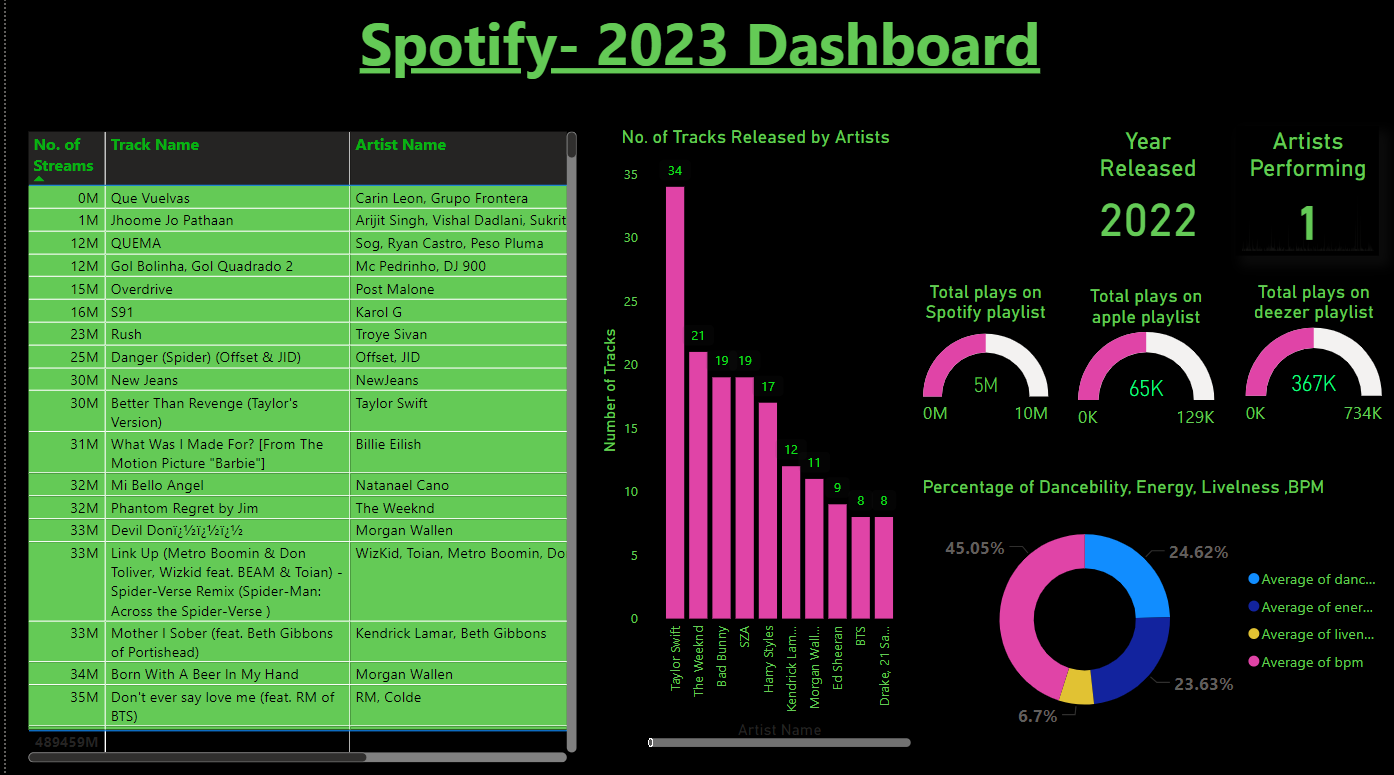 Spotify- 2023 Dashboard
No. of
Streams
Track Name
Artist Name
0M Que Vuelvas Carin Leon, Grupo Frontera
1M Jhoome Jo Pathaan Arijit Singh, Vishal Dadlani, Sukrit
12M QUEMA Sog, Ryan Castro, Peso Pluma
12M Gol Bolinha, Gol Quadrado 2 Mc Pedrinho, DJ 900
15M Overdrive Post Malone
16M S91 Karol G
23M Rush Troye Sivan
25M Danger (Spider) (Offset & JID) Offset, JID
30M New Jeans NewJeans
30M Better Than Revenge (Taylor's Taylor Swift
Version)
31M What Was I Made For? [From The Billie Eilish
Motion Picture "Barbie"]
32M Mi Bello Angel Natanael Cano
32M Phantom Regret by Jim The Weeknd
33M Devil Donï¿½ï¿½ï¿½ Morgan Wallen
33M Link Up (Metro Boomin & Don WizKid, Toian, Metro Boomin, Do
Toliver, Wizkid feat. BEAM & Toian) -
Spider-Verse Remix (Spider-Man:
Across the Spider-Verse )
33M Mother I Sober (feat. Beth Gibbons Kendrick Lamar, Beth Gibbons
of Portishead)
34M Born With A Beer In My Hand Morgan Wallen
35M Don't ever say love me (feat. RM of RM, Colde
BTS)
489459M
No. of Tracks Released by Artists
Number of Tracks
35
30
25
20
15
10
5
0
34
21
19
19
17
12
11
9
8
8
Taylor Swift
The Weeknd
Bad Bunny
SZA
Harry Styles
Kendrick Lam...
Morgan Wall...
Ed Sheeran
BTS
Drake, 21 Sa...
Artist Name
Year
Released
2022
Artists
Performing
1
Total plays on
Spotify playlist
5M
0M 10M
Total plays on
apple playlist
65K
0K 129K
Total plays on
deezer playlist
367K
0K 734K
Percentage of Dancebility, Energy, Livelness ,BPM
45.05%
24.62%
23.63%
6.7%
Average of danc...
Average of ener...
Average of liven...
Average of bpm